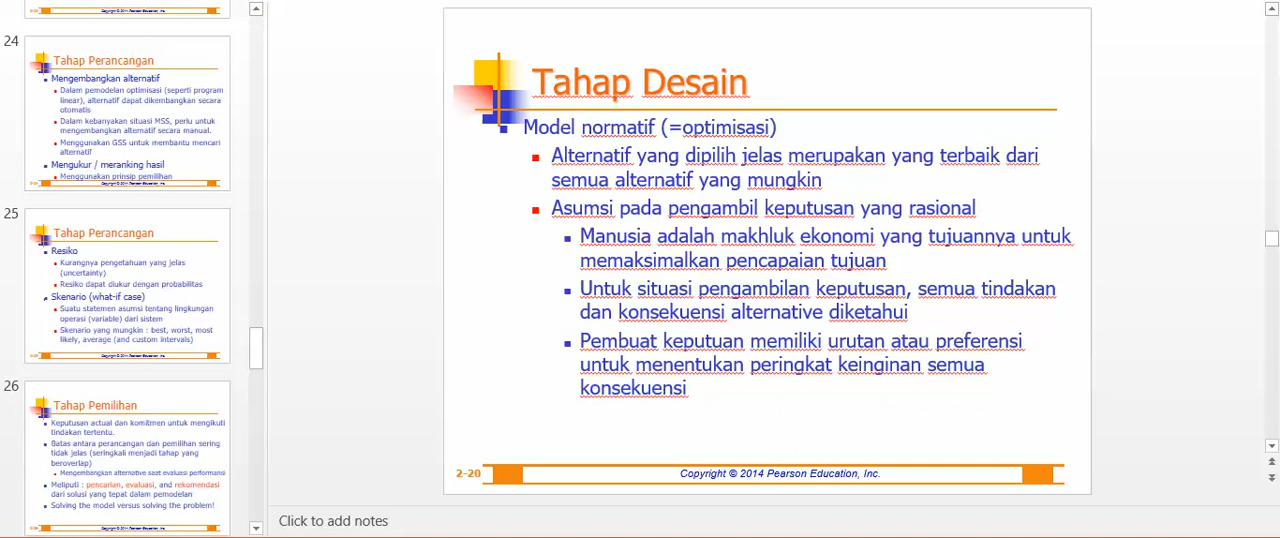 Copyright © 2014 Pearson Education, Inc.
24
Tahap Perancangan
Mengembangkan alternatif
Dalam pemodelan optimisasi (seperti program
linear), alternatif dapat dikembangkan secara
otomatis
Dalam kebanyakan situasi MSS, perlu untuk
mengembangkan alternatif secara manual.
Menggunakan GSS untuk membantu mencari
alternatif
Mengukur / meranking hasil
Menggunakan prinsip pemilihan
Copyright © 2014 Pearson Education, Inc.
25
Tahap Perancangan
Resiko
Kurangnya pengetahuan yang jelas
(uncertainty)
Resiko dapat diukur dengan probabilitas
Skenario (what-if case)
Suatu statemen asumsi tentang lingkungan
operasi (variable) dari sistem
Skenario yang mungkin : best, worst, most
likely, average (and custom intervals)
Copyright © 2014 Pearson Education, Inc.
26
Tahap Pemilihan
Keputusan actual dan komitmen untuk mengikuti
tindakan tertentu.
Batas antara perancangan dan pemilihan sering
tidak jelas (seringkali menjadi tahap yang
beroverlap)
Mengembangkan alternative saat evaluasi performansi
Meliputi : pencarian, evaluasi, and rekomendasi
dari solusi yang tepat dalam pemodelan
Solving the model versus solving the problem!
Copyright © 2014 Pearson Education, Inc.
Tahap Desain
Model normatif (=optimisasi)
Alternatif yang dipilih jelas merupakan yang terbaik dari
semua alternatif yang mungkin
Asumsi pada pengambil keputusan yang rasional
Manusia adalah makhluk ekonomi yang tujuannya untuk
memaksimalkan pencapaian tujuan
Untuk situasi pengambilan keputusan, semua tindakan
dan konsekuensi alternative diketahui
Pembuat keputuan memiliki urutan atau preferensi
untuk menentukan peringkat keinginan semua
konsekuensi
2-20
Copyright © 2014 Pearson Education, Inc.
Click to add notes